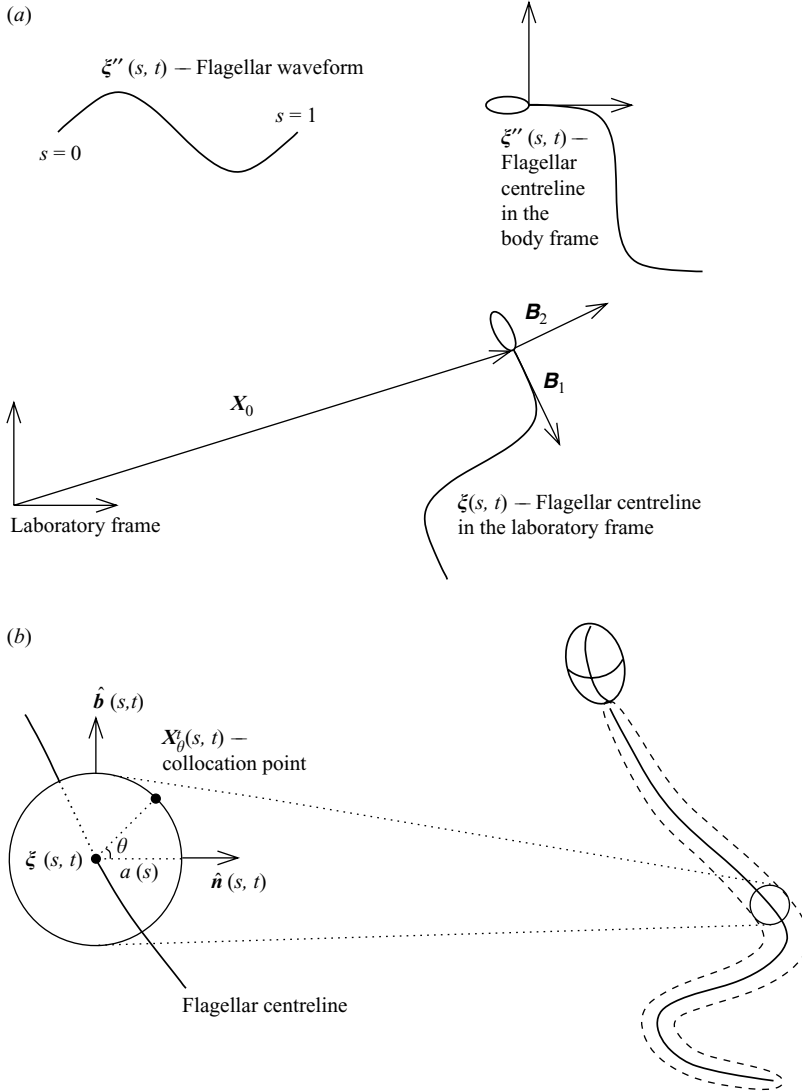 (a)
ξ″ (s, t) — Flagellar waveform
s = 0
s = 1
ξ″ (s, t) —
Flagellar
centreline
in the
body frame
B₂
B₁
X₀
Laboratory frame
ξ(s, t) — Flagellar centreline
in the laboratory frame
(b)
b̂ (s,t)
Xᵗ_θ(s, t) —
collocation point
θ
ξ (s, t)
a (s)
n̂ (s, t)
Flagellar centreline